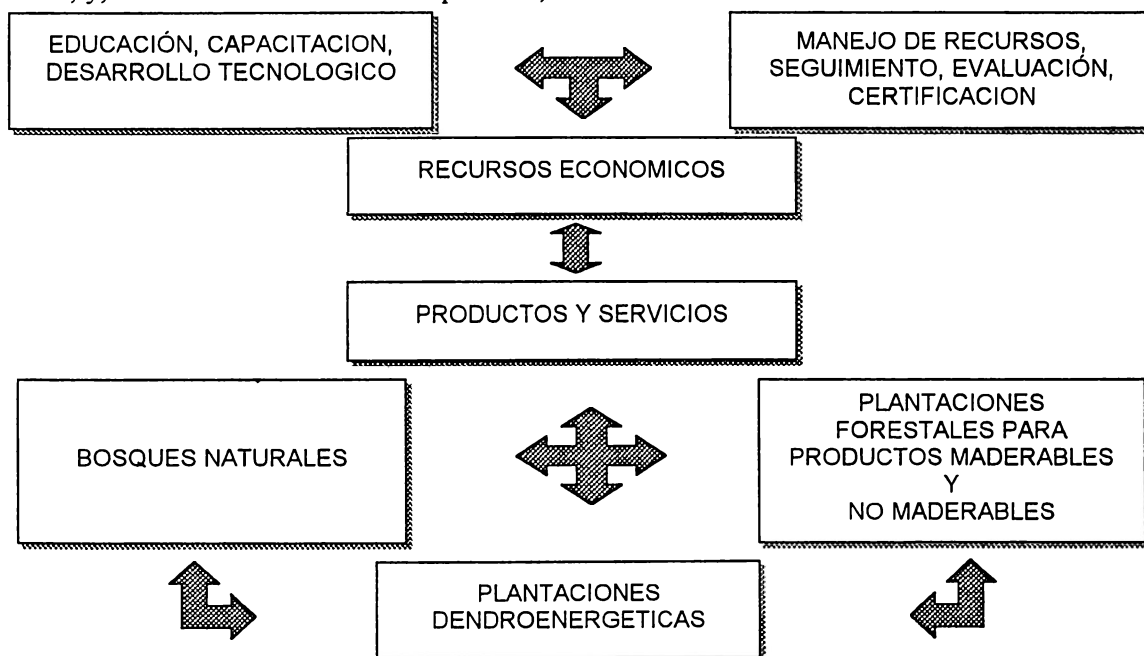 EDUCACIÓN, CAPACITACION,
DESARROLLO TECNOLOGICO
MANEJO DE RECURSOS,
SEGUIMIENTO, EVALUACIÓN,
CERTIFICACION
RECURSOS ECONOMICOS
PRODUCTOS Y SERVICIOS
BOSQUES NATURALES
PLANTACIONES
FORESTALES PARA
PRODUCTOS MADERABLES
Y
NO MADERABLES
PLANTACIONES
DENDROENERGETICAS